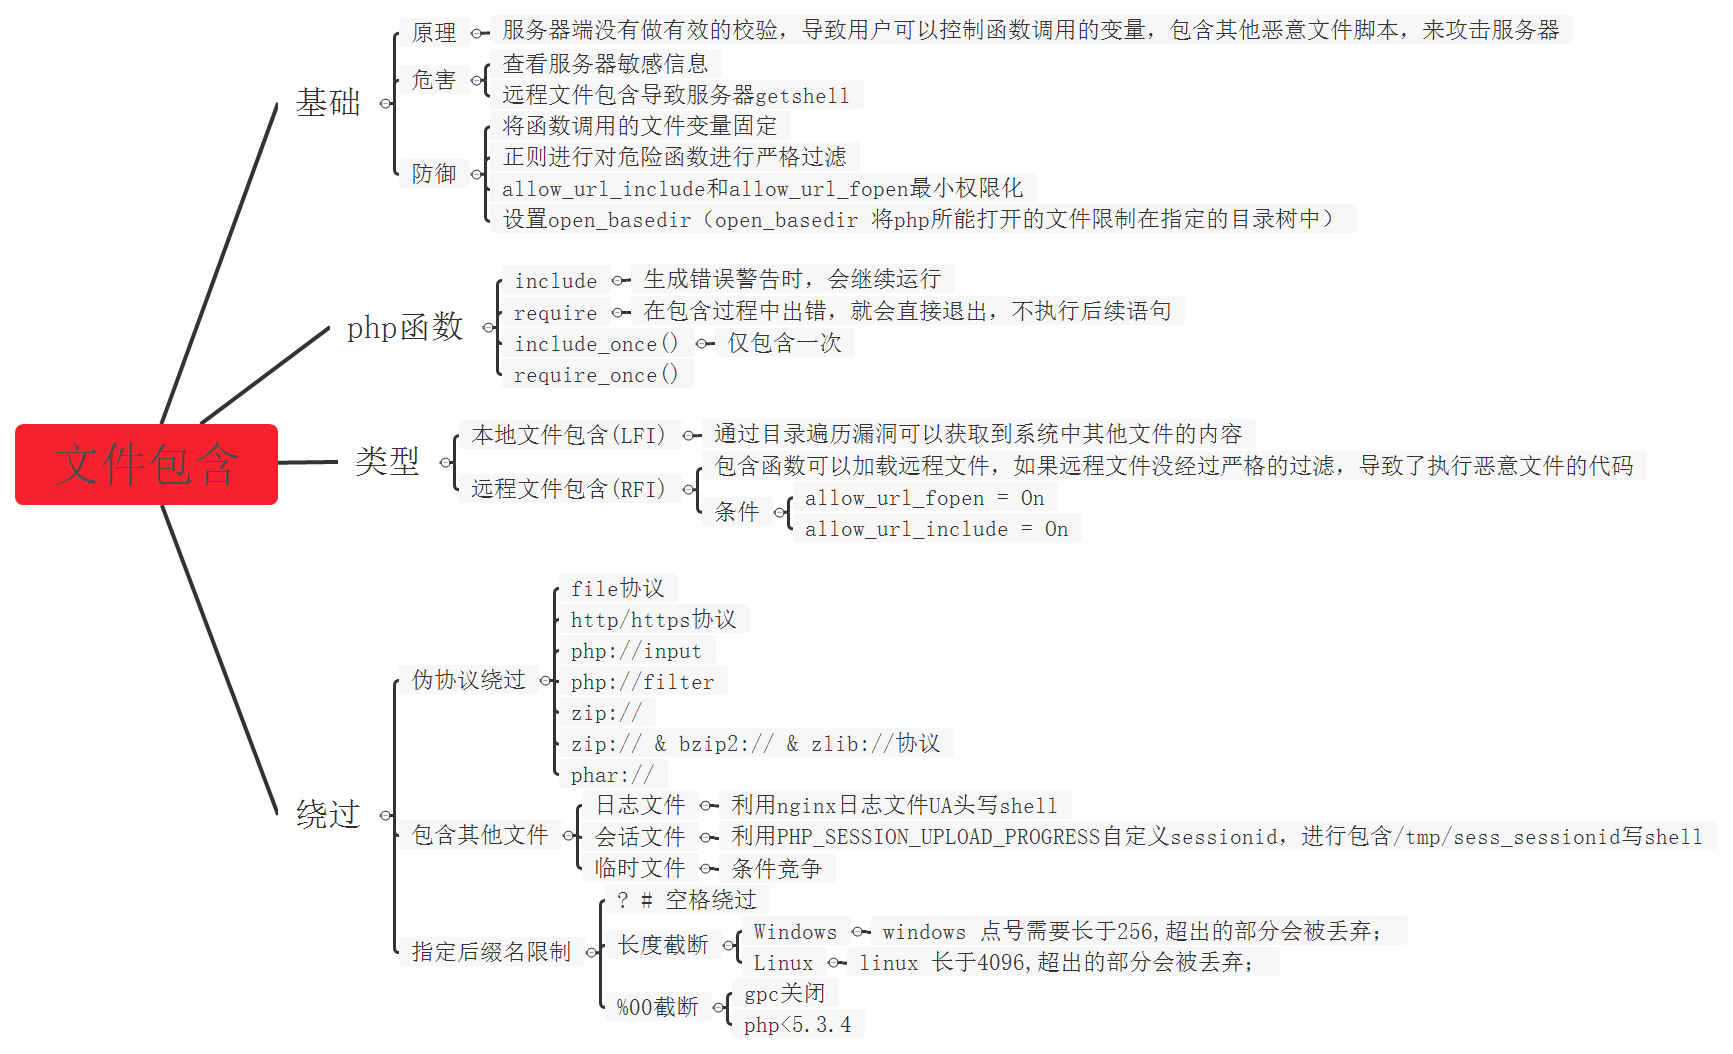 文件包含
基础
原理
服务器端没有做有效的校验，导致用户可以控制函数调用的变量，包含其他恶意文件脚本，来攻击服务器
危害
查看服务器敏感信息
远程文件包含导致服务器getshell
防御
将函数调用的文件变量固定
正则进行对危险函数进行严格过滤
allow_url_include和allow_url_fopen最小权限化
设置open_basedir（open_basedir 将php所能打开的文件限制在指定的目录树中）
php函数
include
生成错误警告时，会继续运行
require
在包含过程中出错，就会直接退出，不执行后续语句
include_once()
仅包含一次
require_once()
类型
本地文件包含(LFI)
通过目录遍历漏洞可以获取到系统中其他文件的内容
远程文件包含(RFI)
包含函数可以加载远程文件，如果远程文件没经过严格的过滤，导致了执行恶意文件的代码
条件
allow_url_fopen = On
allow_url_include = On
绕过
伪协议绕过
file协议
http/https协议
php://input
php://filter
zip://
zip:// & bzip2:// & zlib://协议
phar://
包含其他文件
日志文件
利用nginx日志文件UA头写shell
会话文件
利用PHP_SESSION_UPLOAD_PROGRESS自定义sessionid，进行包含/tmp/sess_sessionid写shell
临时文件
条件竞争
指定后缀名限制
? # 空格绕过
长度截断
Windows
windows 点号需要长于256,超出的部分会被丢弃；
Linux
linux 长于4096,超出的部分会被丢弃；
%00截断
gpc关闭
php<5.3.4